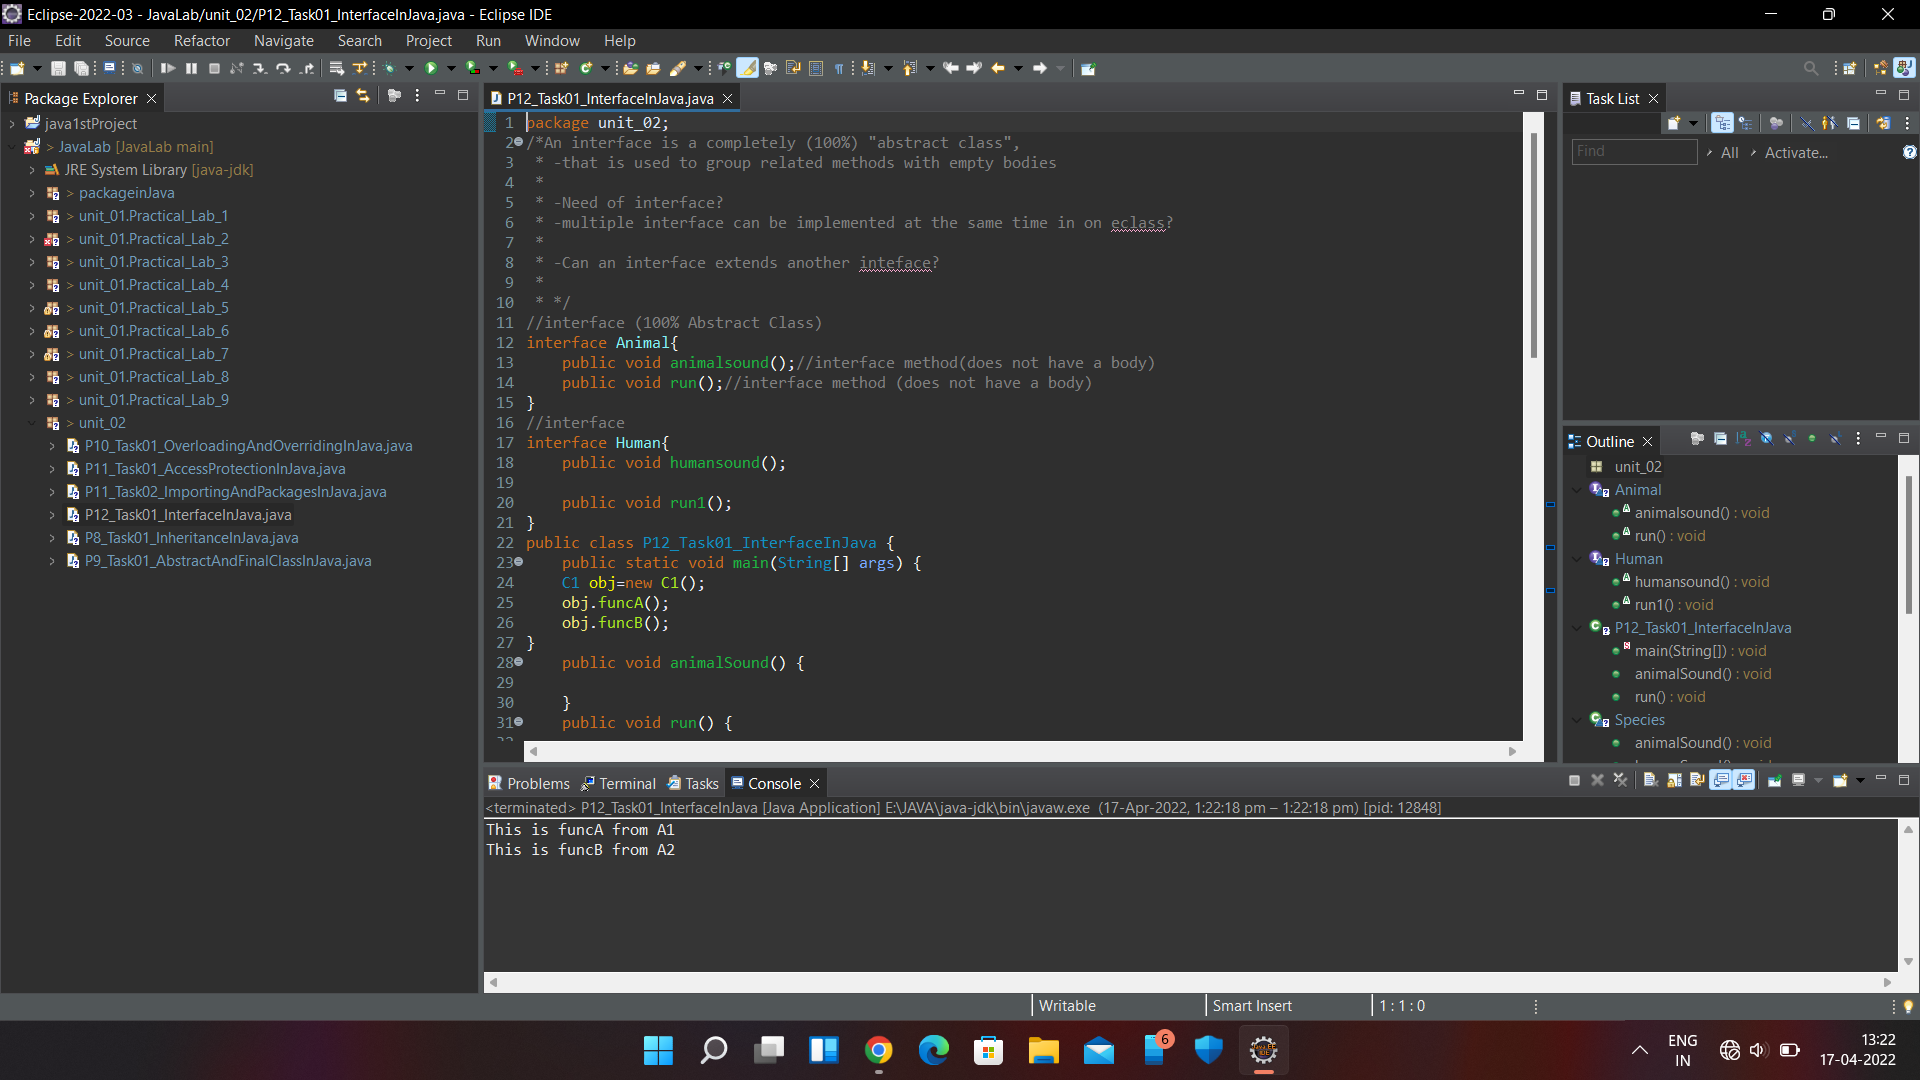 Eclipse-2022-03 - JavaLab/unit_02/P12_Task01_InterfaceInJava.java - Eclipse IDE
File Edit Source Refactor Navigate Search Project Run Window Help
Package Explorer
java1stProject
> JavaLab [JavaLab main]
JRE System Library [java-jdk]
> packageinJava
> unit_01.Practical_Lab_1
> unit_01.Practical_Lab_2
> unit_01.Practical_Lab_3
> unit_01.Practical_Lab_4
> unit_01.Practical_Lab_5
> unit_01.Practical_Lab_6
> unit_01.Practical_Lab_7
> unit_01.Practical_Lab_8
> unit_01.Practical_Lab_9
> unit_02
P10_Task01_OverloadingAndOverridingInJava.java
P11_Task01_AccessProtectionInJava.java
P11_Task02_ImportingAndPackagesInJava.java
P12_Task01_InterfaceInJava.java
P8_Task01_InheritanceInJava.java
P9_Task01_AbstractAndFinalClassInJava.java
P12_Task01_InterfaceInJava.java
1 package unit_02;
2 /*An interface is a completely (100%) "abstract class",
3 * -that is used to group related methods with empty bodies
4 *
5 * -Need of interface?
6 * -multiple interface can be implemented at the same time in on eclass?
7 *
8 * -Can an interface extends another inteface?
9 *
10 * */
11 //interface (100% Abstract Class)
12 interface Animal{
13 public void animalsound();//interface method(does not have a body)
14 public void run();//interface method (does not have a body)
15 }
16 //interface
17 interface Human{
18 public void humansound();
19
20 public void run1();
21 }
22 public class P12_Task01_InterfaceInJava {
23 public static void main(String[] args) {
24 C1 obj=new C1();
25 obj.funcA();
26 obj.funcB();
27 }
28 public void animalSound() {
29
30 }
31 public void run() {
Task List
Find
All
Activate...
Outline
unit_02
Animal
animalsound() : void
run() : void
Human
humansound() : void
run1() : void
P12_Task01_InterfaceInJava
main(String[]) : void
animalSound() : void
run() : void
Species
animalSound() : void
Problems Terminal Tasks Console
<terminated> P12_Task01_InterfaceInJava [Java Application] E:\JAVA\java-jdk\bin\javaw.exe (17-Apr-2022, 1:22:18 pm – 1:22:18 pm) [pid: 12848]
This is funcA from A1
This is funcB from A2
Writable
Smart Insert
1 : 1 : 0
6
ENG
IN
13:22
17-04-2022